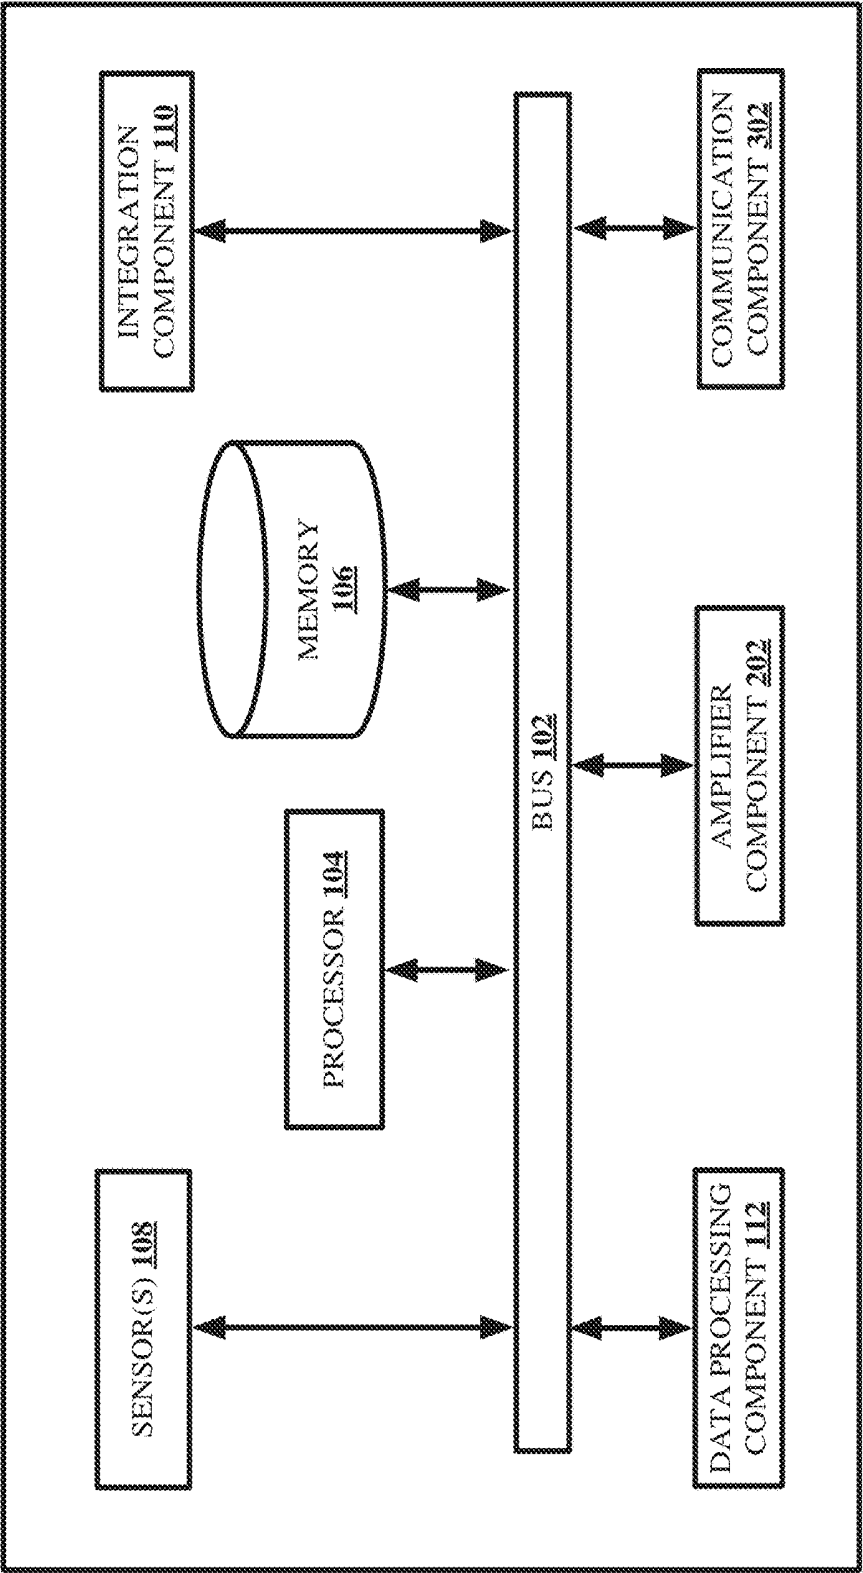 SENSOR(S) 108
PROCESSOR 104
MEMORY
106
INTEGRATION
COMPONENT 110
BUS 102
DATA PROCESSING
COMPONENT 112
AMPLIFIER
COMPONENT 202
COMMUNICATION
COMPONENT 302